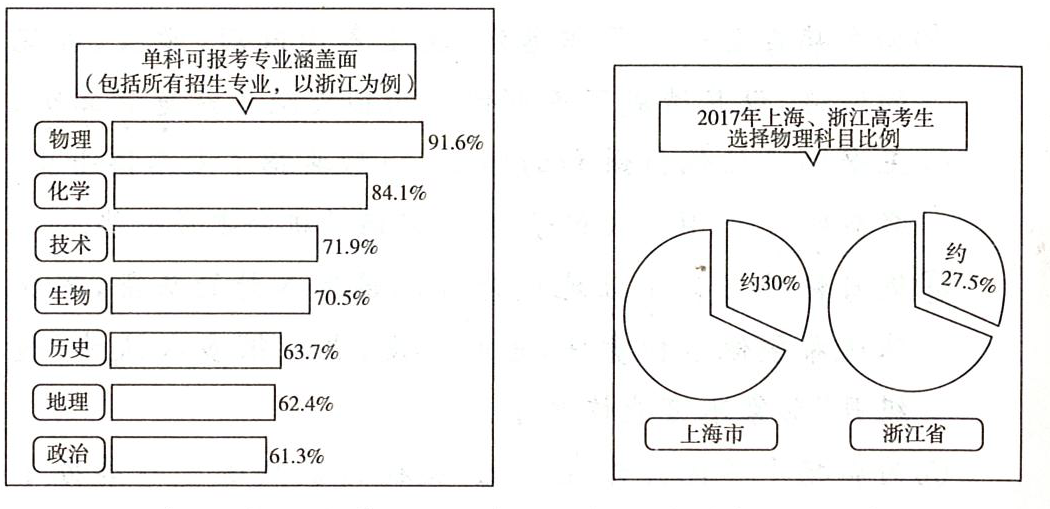 单科可报考专业涵盖面
（包括所有招生专业，以浙江为例）
物理 91.6%
化学 84.1%
技术 71.9%
生物 70.5%
历史 63.7%
地理 62.4%
政治 61.3%
2017年上海、浙江高考生
选择物理科目比例
约30%
约
27.5%
上海市
浙江省